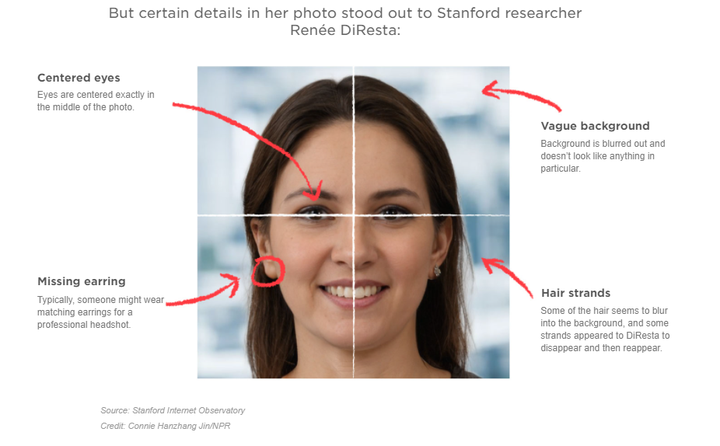 But certain details in her photo stood out to Stanford researcher
Renée DiResta:
Centered eyes
Eyes are centered exactly in
the middle of the photo.
Vague background
Background is blurred out and
doesn't look like anything in
particular.
Missing earring
Typically, someone might wear
matching earrings for a
professional headshot.
Hair strands
Some of the hair seems to blur
into the background, and some
strands appeared to DiResta to
disappear and then reappear.
Source: Stanford Internet Observatory
Credit: Connie Hanzhang Jin/NPR